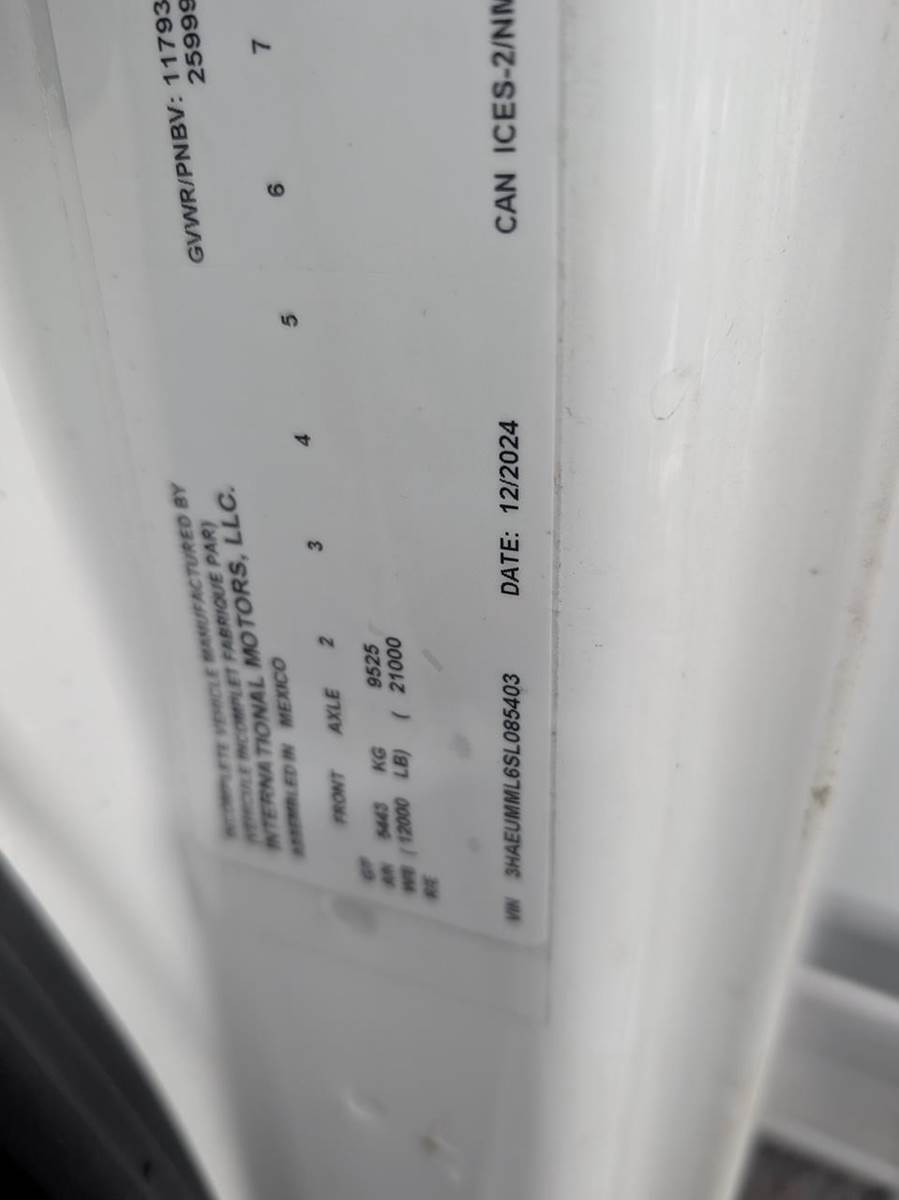 INCOMPLETE VEHICLE MANUFACTURED BY
(VEHICULE INCOMPLET FABRIQUE PAR)
INTERNATIONAL MOTORS, LLC.
ASSEMBLED IN MEXICO
GVWR/PNBV: 11793
25999
FRONT AXLE 2 3 4 5 6 7
5443 KG 9525
(12000 LB) ( 21000
VIN 3HAEUMML6SL085403 DATE: 12/2024 CAN ICES-2/NM